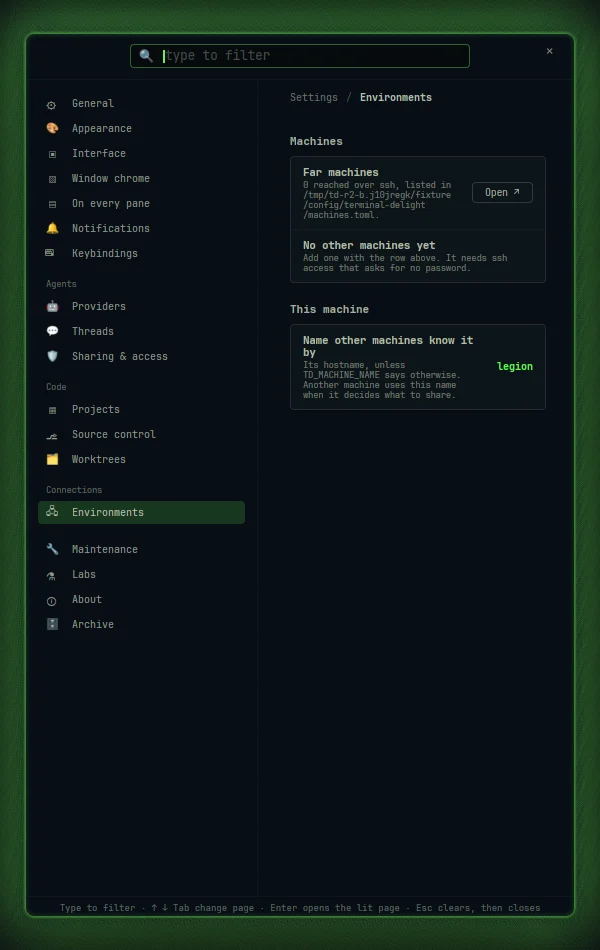 type to filter
×
General
Appearance
Interface
Window chrome
On every pane
Notifications
Keybindings
Agents
Providers
Threads
Sharing & access
Code
Projects
Source control
Worktrees
Connections
Environments
Maintenance
Labs
About
Archive
Settings / Environments
Machines
Far machines
0 reached over ssh, listed in
/tmp/td-r2-b.j10jregk/fixture
/config/terminal-delight
/machines.toml.
Open ↗
No other machines yet
Add one with the row above. It needs ssh
access that asks for no password.
This machine
Name other machines know it
by
Its hostname, unless
TD_MACHINE_NAME says otherwise.
Another machine uses this name
when it decides what to share.
legion
Type to filter · ↑ ↓ Tab change page · Enter opens the lit page · Esc clears, then closes